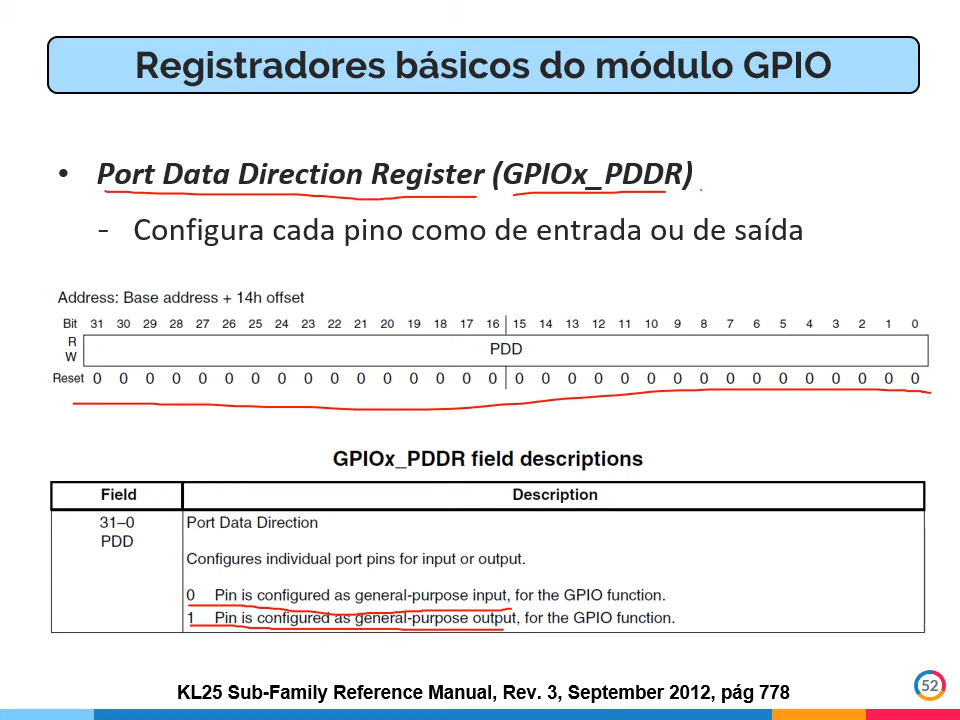 Registradores básicos do módulo GPIO
• Port Data Direction Register (GPIOx_PDDR)
- Configura cada pino como de entrada ou de saída
Address: Base address + 14h offset
Bit 31 30 29 28 27 26 25 24 23 22 21 20 19 18 17 16 15 14 13 12 11 10 9 8 7 6 5 4 3 2 1 0
R
PDD
W
Reset 0 0 0 0 0 0 0 0 0 0 0 0 0 0 0 0 0 0 0 0 0 0 0 0 0 0 0 0 0 0 0 0
GPIOx_PDDR field descriptions
Field Description
31–0 Port Data Direction
PDD
Configures individual port pins for input or output.
0 Pin is configured as general-purpose input, for the GPIO function.
1 Pin is configured as general-purpose output, for the GPIO function.
KL25 Sub-Family Reference Manual, Rev. 3, September 2012, pág 778
52